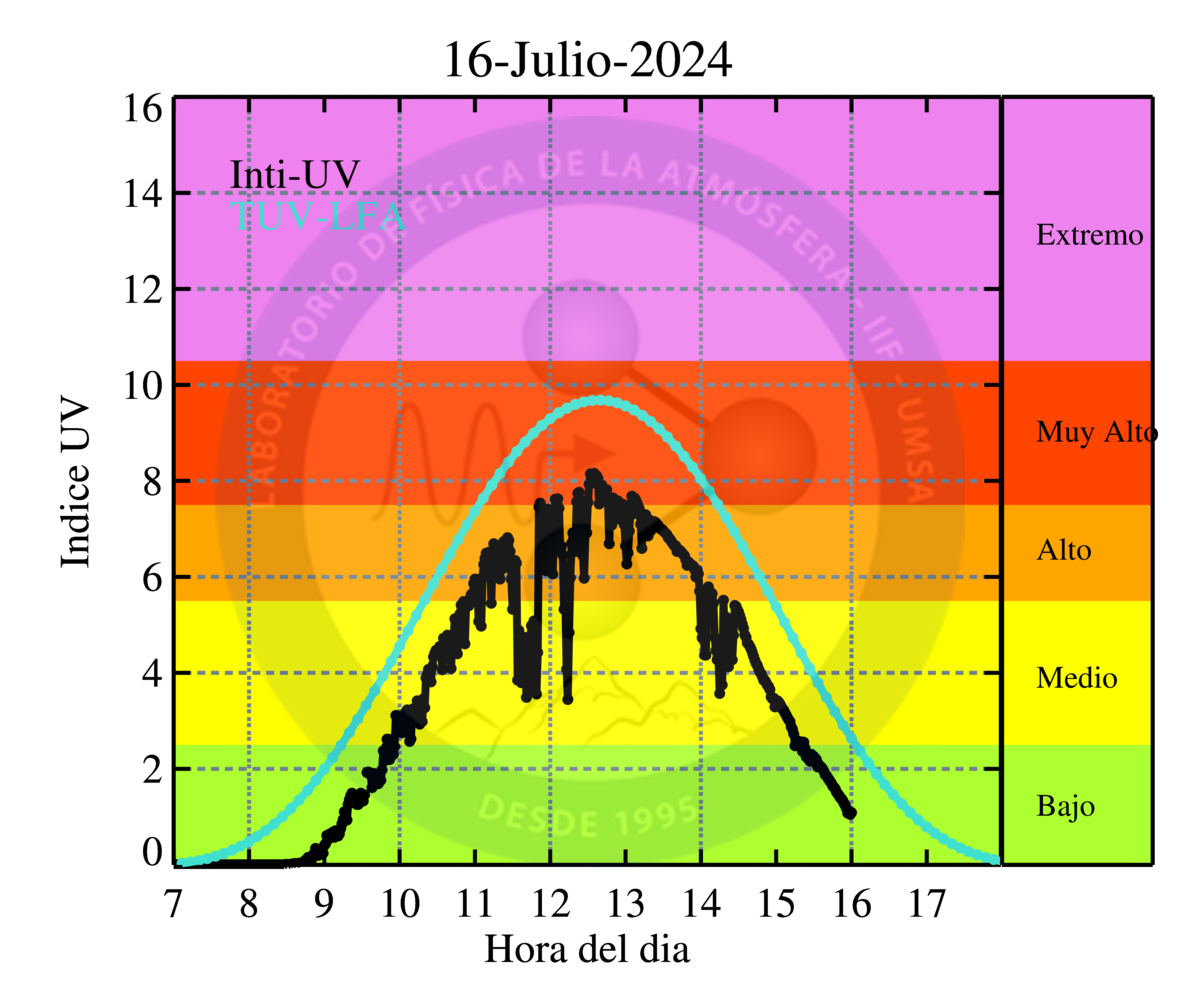 16-Julio-2024
Indice UV
16
14
12
10
8
6
4
2
0
Inti-UV
TUV-LFA
LABORATORIO DE FÍSICA DE LA ATMÓSFERA - IIF - UMSA
DESDE 1995
Extremo
Muy Alto
Alto
Medio
Bajo
7 8 9 10 11 12 13 14 15 16 17
Hora del dia